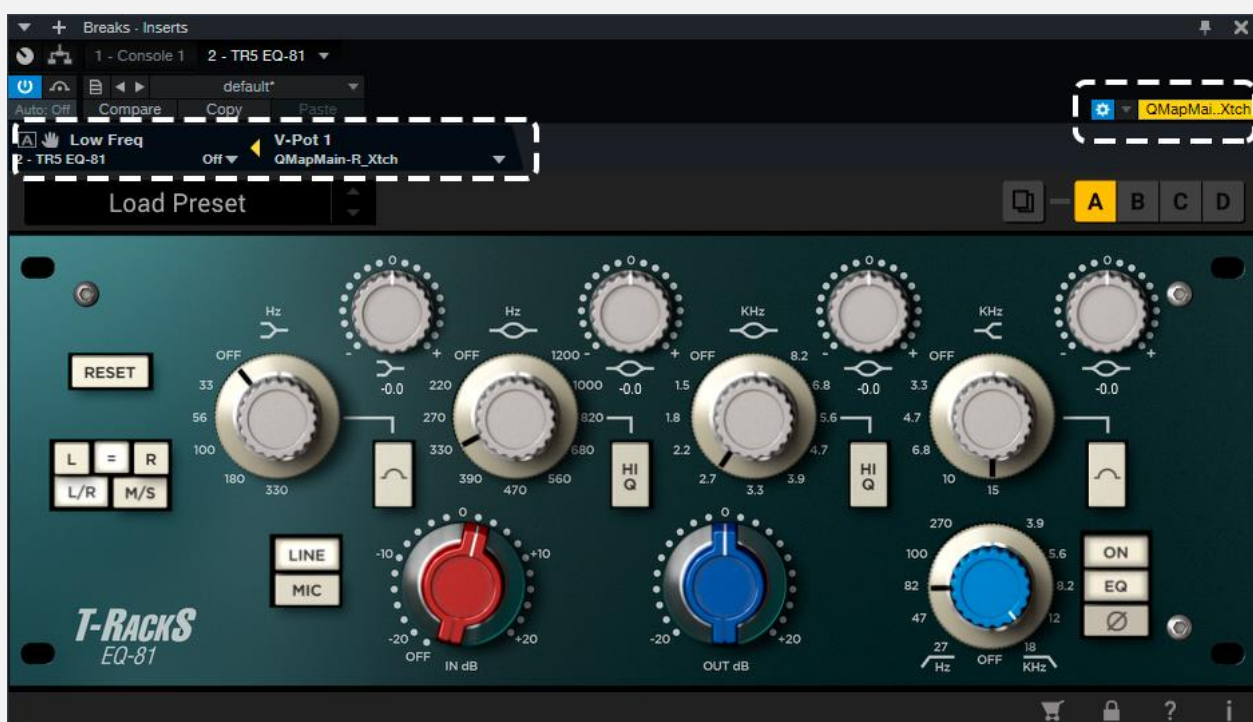 Breaks - Inserts
1 - Console 1 2 - TR5 EQ-81
default*
Auto: Off Compare Copy Paste
QMapMai..Xtch
A Low Freq V-Pot 1
2 - TR5 EQ-81 Off QMapMain-R_Xtch
Load Preset
A B C D
0 0 0 0
Hz Hz KHz KHz
- + - + - + - +
-0.0 -0.0 -0.0 -0.0
RESET
OFF 33 56 100 180 330
OFF 220 270 330 390 470 560 680 820 1000 1200
OFF 1.5 1.8 2.2 2.7 3.3 3.9 4.7 5.6 6.8 8.2
OFF 3.3 4.7 6.8 10 15
L = R
L/R M/S
HI
Q
HI
Q
LINE
MIC
0
-10 +10
-20 +20
OFF
IN dB
0
-20 +20
OUT dB
270 3.9
100 5.6
82 8.2
47 12
27 OFF 18
Hz KHz
ON
EQ
Ø
T-RackS
EQ-81
? i